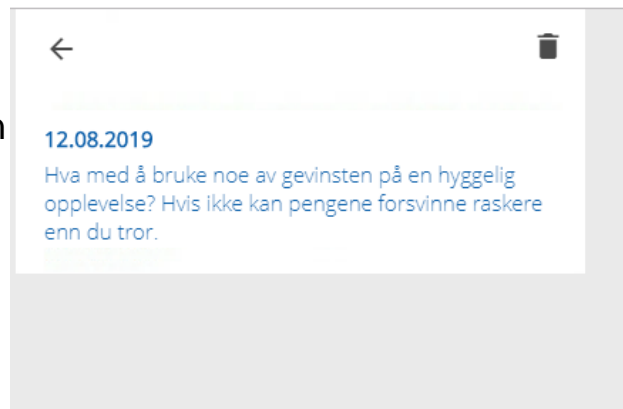 n
12.08.2019
Hva med å bruke noe av gevinsten på en hyggelig
opplevelse? Hvis ikke kan pengene forsvinne raskere
enn du tror.